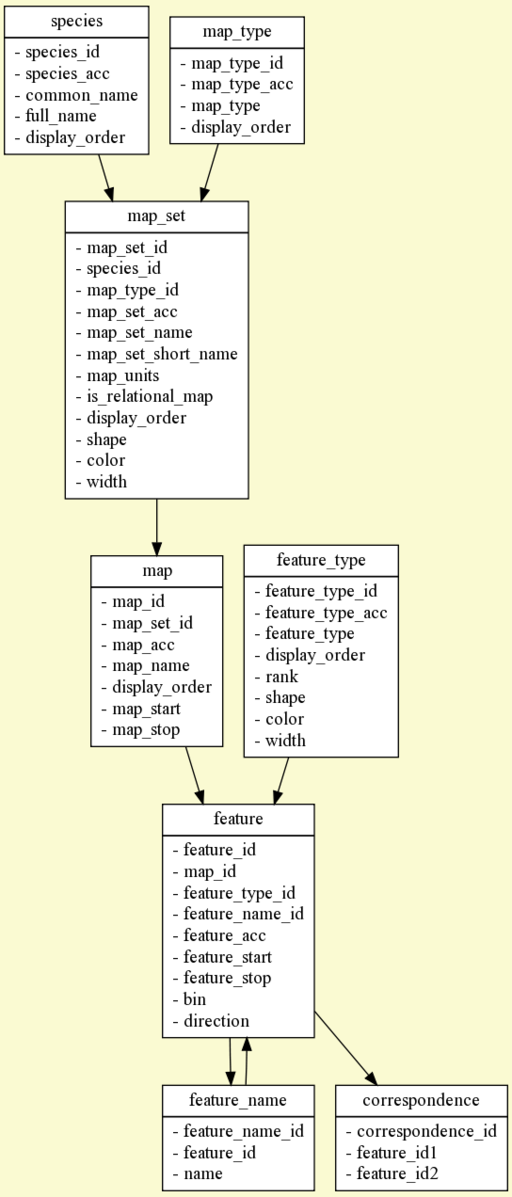 species
- species_id
- species_acc
- common_name
- full_name
- display_order
map_type
- map_type_id
- map_type_acc
- map_type
- display_order
map_set
- map_set_id
- species_id
- map_type_id
- map_set_acc
- map_set_name
- map_set_short_name
- map_units
- is_relational_map
- display_order
- shape
- color
- width
map
- map_id
- map_set_id
- map_acc
- map_name
- display_order
- map_start
- map_stop
feature_type
- feature_type_id
- feature_type_acc
- feature_type
- display_order
- rank
- shape
- color
- width
feature
- feature_id
- map_id
- feature_type_id
- feature_name_id
- feature_acc
- feature_start
- feature_stop
- bin
- direction
feature_name
- feature_name_id
- feature_id
- name
correspondence
- correspondence_id
- feature_id1
- feature_id2